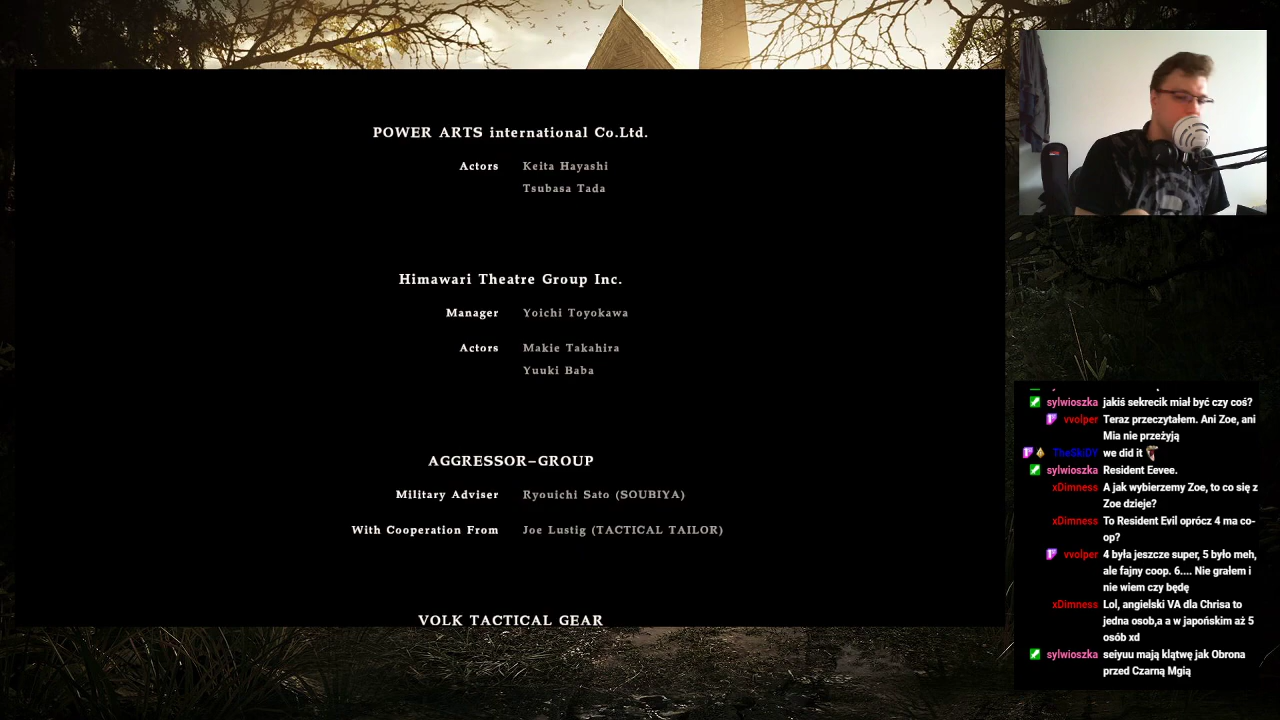 POWER ARTS international Co.Ltd.
Actors Keita Hayashi
Tsubasa Tada
Himawari Theatre Group Inc.
Manager Yoichi Toyokawa
Actors Makie Takahira
Yuuki Baba
AGGRESSOR–GROUP
Military Adviser Ryouichi Sato (SOUBIYA)
With Cooperation From Joe Lustig (TACTICAL TAILOR)
VOLK TACTICAL GEAR
sylwioszka jakiś sekrecik miał być czy coś?
vvolper Teraz przeczytałem. Ani Zoe, ani
Mia nie przeżyją
TheSkiDY we did it
sylwioszka Resident Eevee.
xDimness A jak wybierzemy Zoe, to co się z
Zoe dzieje?
xDimness To Resident Evil oprócz 4 ma co-
op?
vvolper 4 była jeszcze super, 5 było meh,
ale fajny coop. 6.... Nie grałem i
nie wiem czy będę
xDimness Lol, angielski VA dla Chrisa to
jedna osob,a a w japońskim aż 5
osób xd
sylwioszka seiyuu mają klątwę jak Obrona
przed Czarną Mgią